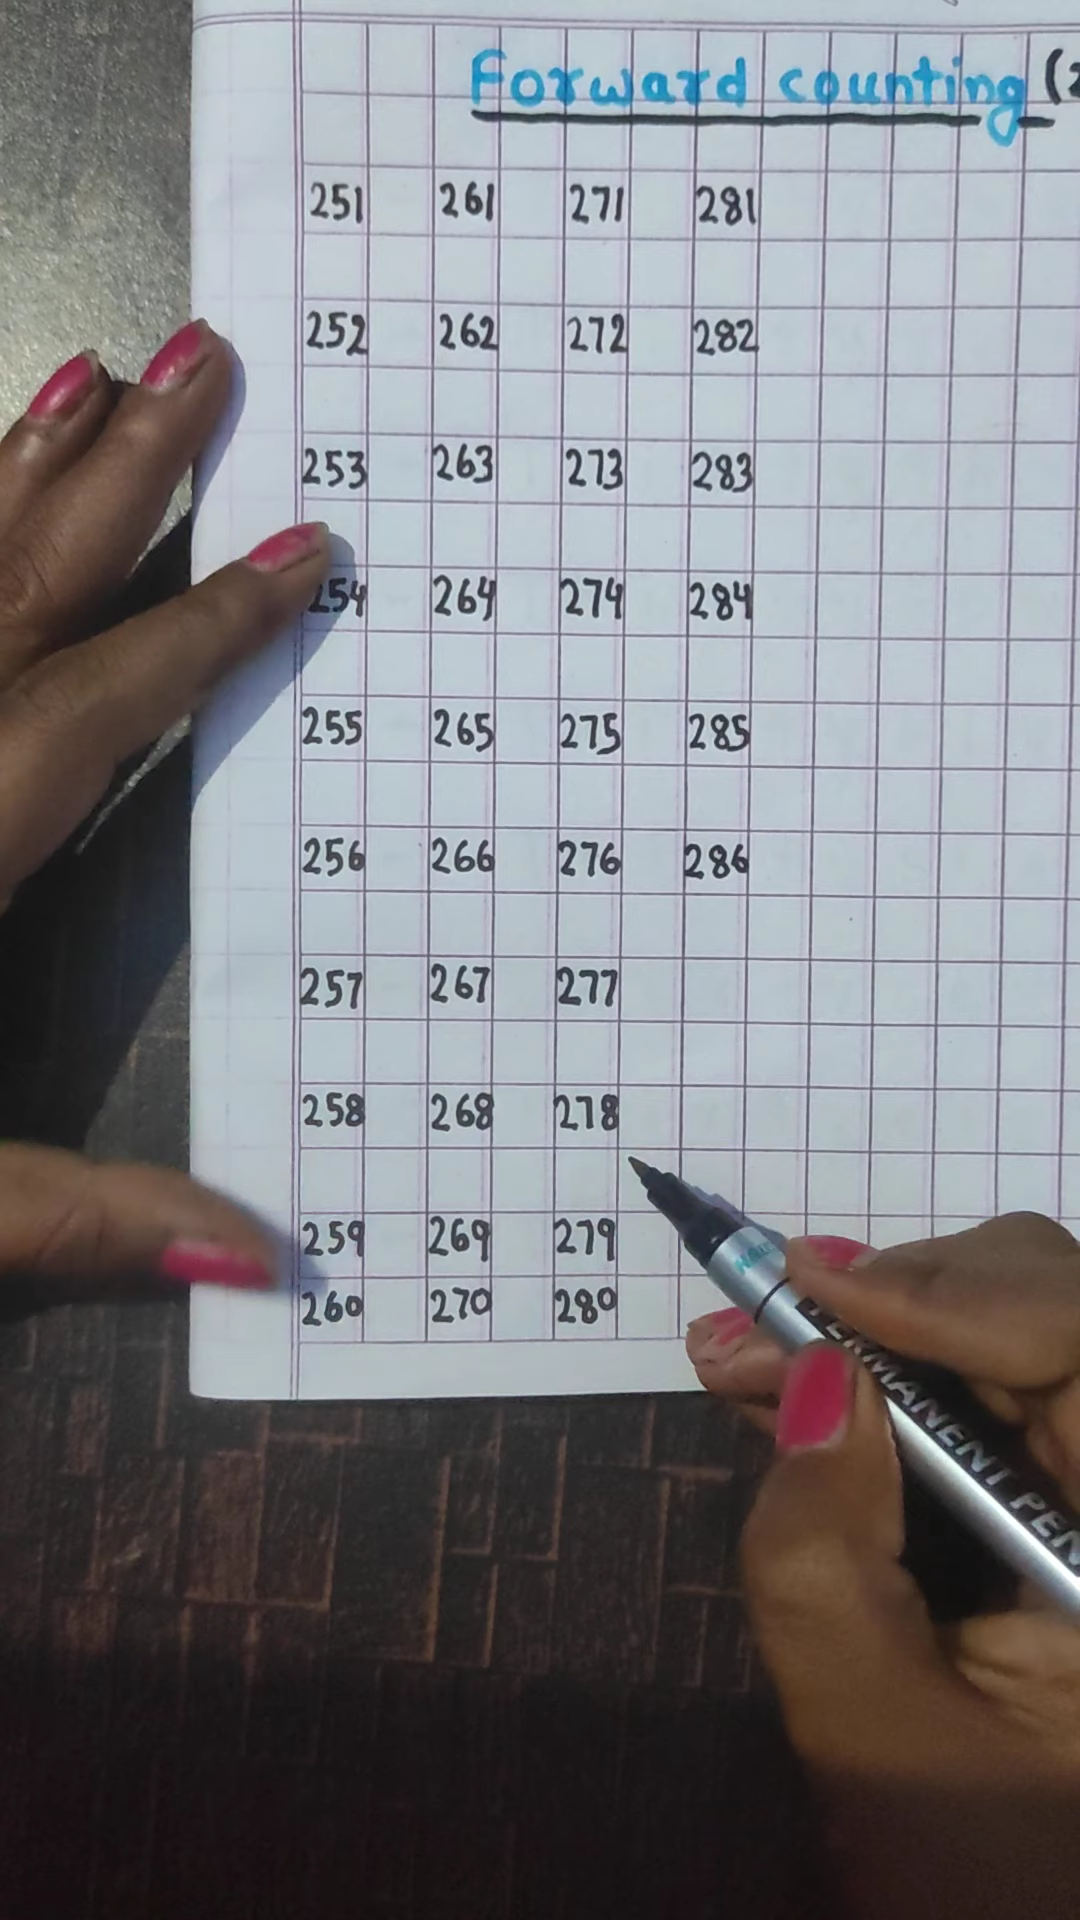 Forward counting (2
251 261 271 281
252 262 272 282
253 263 273 283
254 264 274 284
255 265 275 285
256 266 276 286
257 267 277
258 268 278
259 269 279
260 270 280
PERMANENT PEN